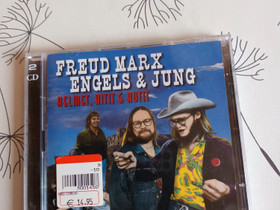 2
CD
FREUD MARX
ENGELS & JUNG
HELMET, HITIT & HUTIT
€ 14,95